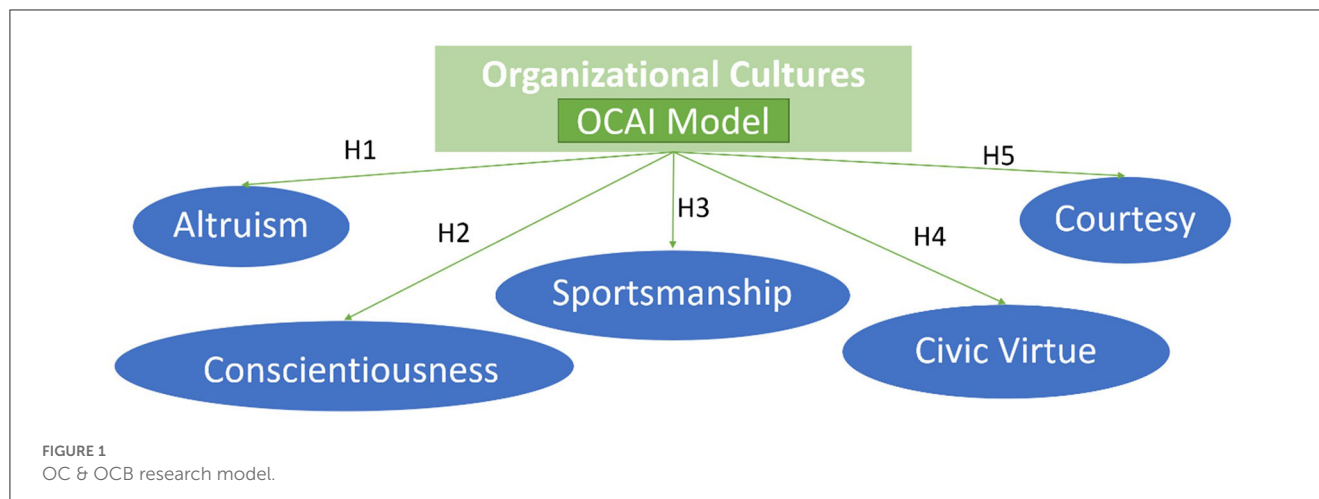 Organizational Cultures
OCAI Model
H1
H5
Altruism
H2
H3
H4
Courtesy
Sportsmanship
Conscientiousness
Civic Virtue
FIGURE 1
OC & OCB research model.